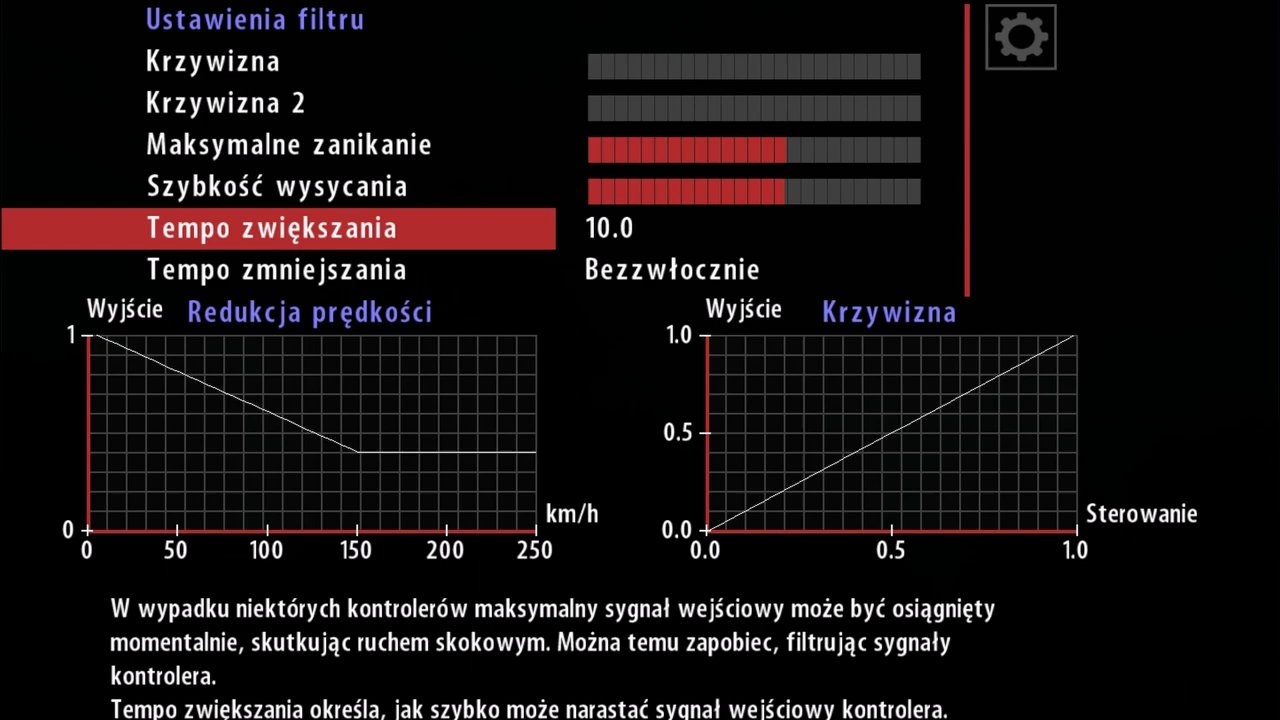 Ustawienia filtru
Krzywizna
Krzywizna 2
Maksymalne zanikanie
Szybkość wysycania
Tempo zwiększania 10.0
Tempo zmniejszania Bezzwłocznie
Wyjście Redukcja prędkości
1
0
km/h
0 50 100 150 200 250
Wyjście Krzywizna
1.0
0.5
0.0
Sterowanie
0.0 0.5 1.0
W wypadku niektórych kontrolerów maksymalny sygnał wejściowy może być osiągnięty
momentalnie, skutkując ruchem skokowym. Można temu zapobiec, filtrując sygnały
kontrolera.
Tempo zwiększania określa, jak szybko może narastać sygnał wejściowy kontrolera.